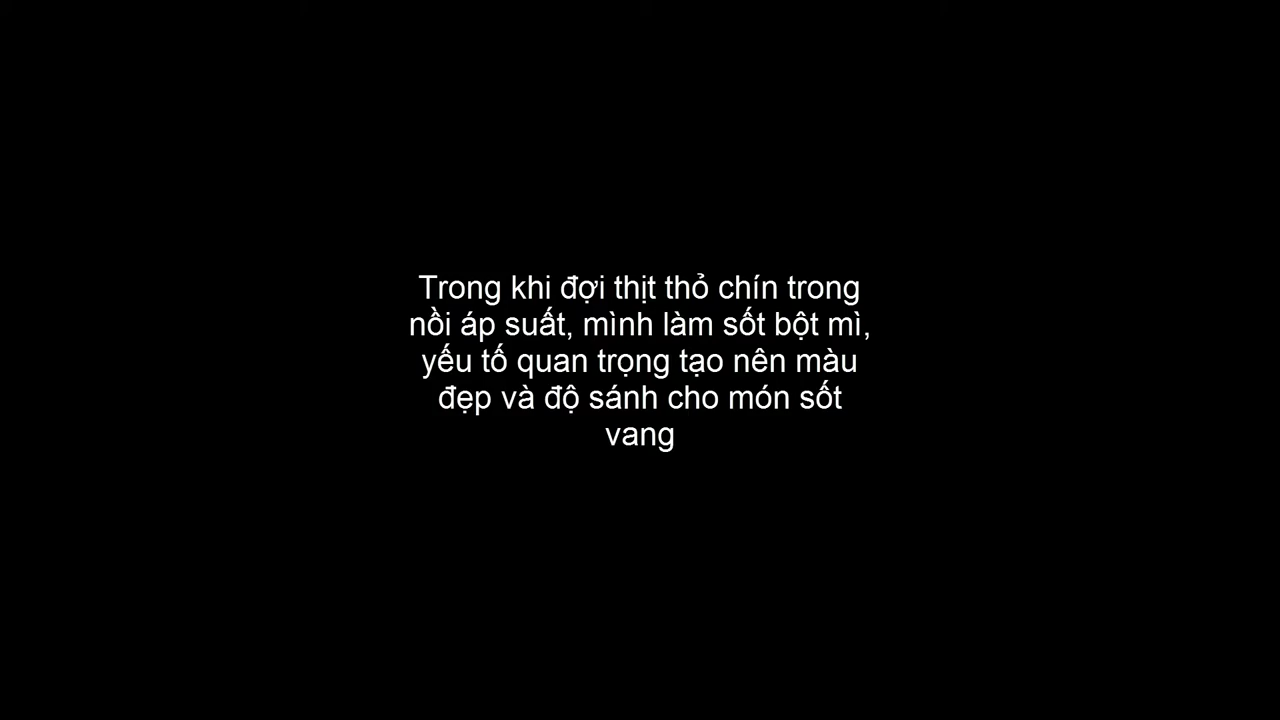 Trong khi đợi thịt thỏ chín trong
nồi áp suất, mình làm sốt bột mì,
yếu tố quan trọng tạo nên màu
đẹp và độ sánh cho món sốt
vang